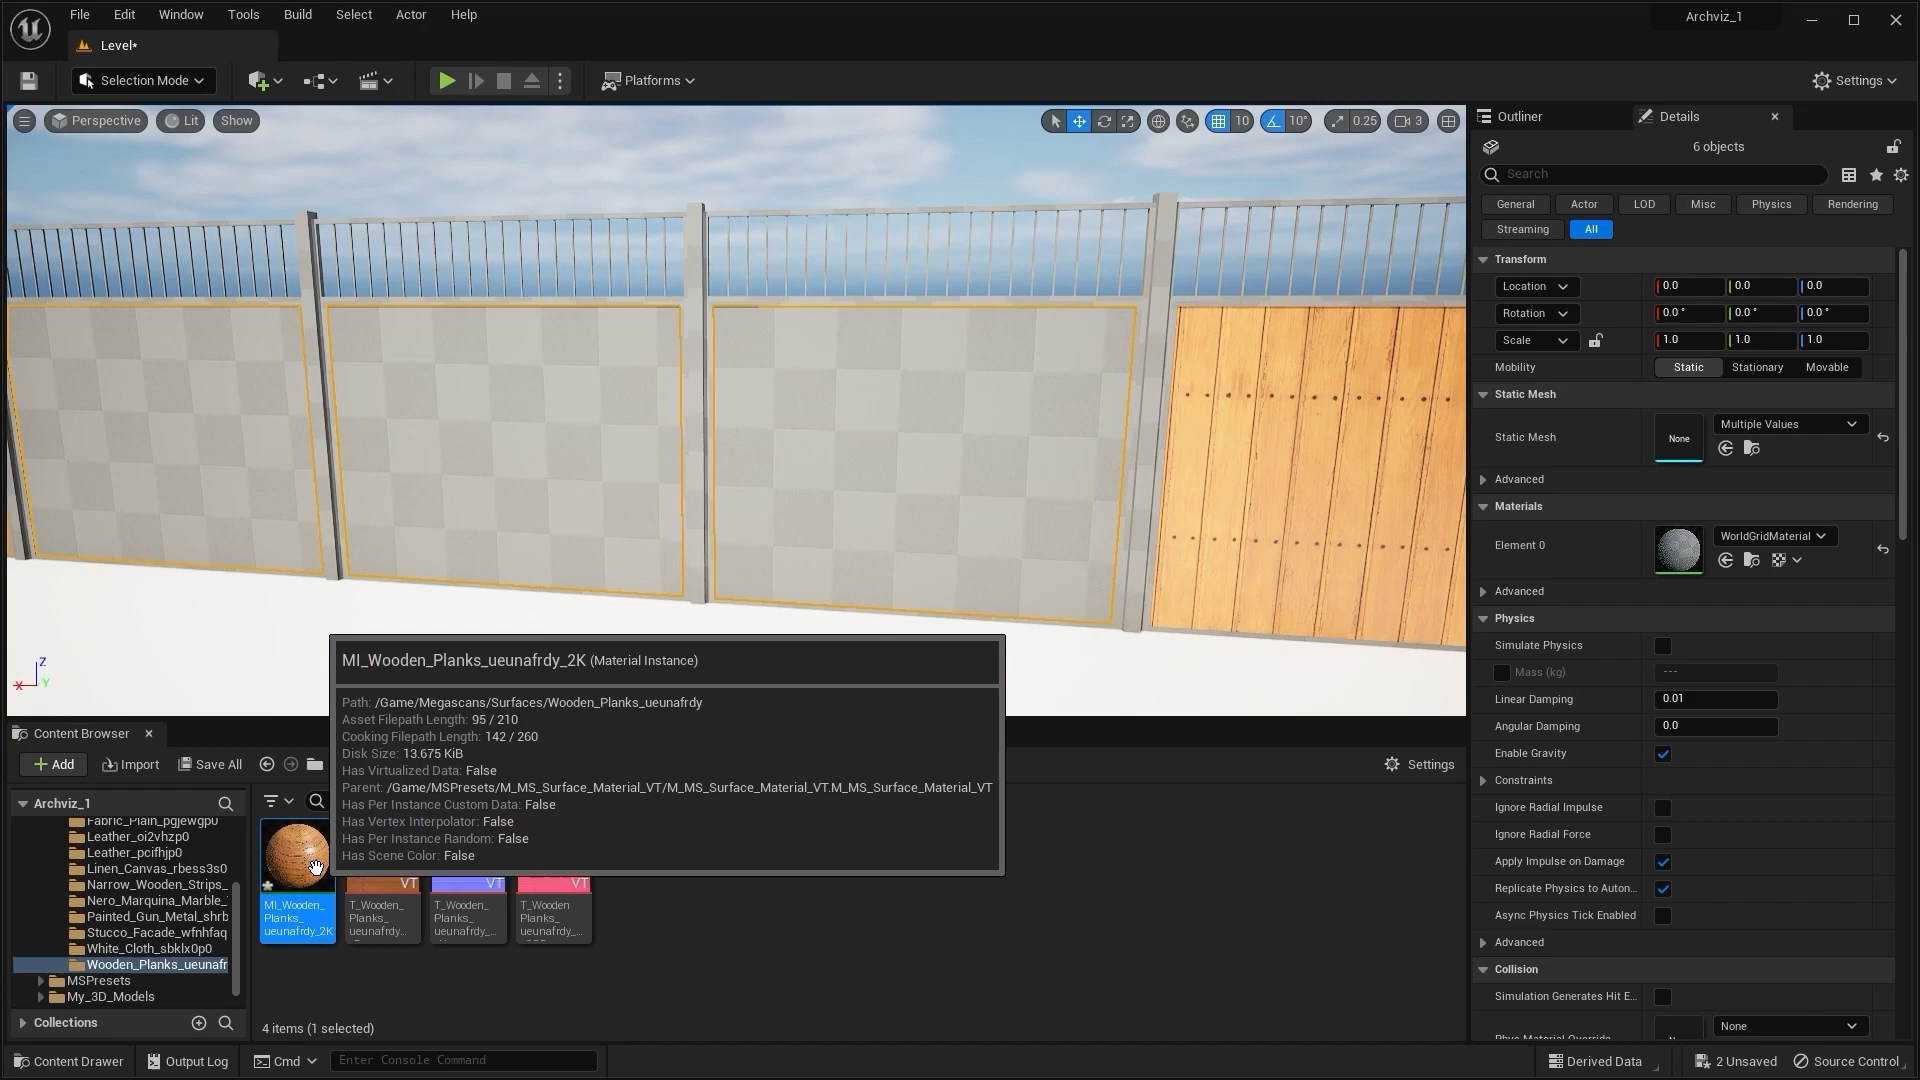 File Edit Window Tools Build Select Actor Help
Archviz_1
Level*
Selection Mode
Platforms
Settings
Perspective
Lit
Show
10
10°
0.25
3
Outliner
Details
6 objects
Search
General
Actor
LOD
Misc
Physics
Rendering
Streaming
All
Transform
Location
0.0
0.0
0.0
Rotation
0.0 °
0.0 °
0.0 °
Scale
1.0
1.0
1.0
Mobility
Static
Stationary
Movable
Static Mesh
Static Mesh
None
Multiple Values
Advanced
Materials
Element 0
WorldGridMaterial
Advanced
Physics
Simulate Physics
Mass (kg)
---
Linear Damping
0.01
Angular Damping
0.0
Enable Gravity
Constraints
Ignore Radial Impulse
Ignore Radial Force
Apply Impulse on Damage
Replicate Physics to Auton...
Async Physics Tick Enabled
Advanced
Collision
Simulation Generates Hit E...
None
Z
X
Y
MI_Wooden_Planks_ueunafrdy_2K (Material Instance)
Path: /Game/Megascans/Surfaces/Wooden_Planks_ueunafrdy
Asset Filepath Length: 95 / 210
Cooking Filepath Length: 142 / 260
Disk Size: 13.675 KiB
Has Virtualized Data: False
Parent: /Game/MSPresets/M_MS_Surface_Material_VT/M_MS_Surface_Material_VT.M_MS_Surface_Material_VT
Has Per Instance Custom Data: False
Has Vertex Interpolator: False
Has Per Instance Random: False
Has Scene Color: False
Content Browser
Add
Import
Save All
Settings
Archviz_1
Fabric_Plain_pgjewgp0
Leather_oi2vhzp0
Leather_pcifhjp0
Linen_Canvas_rbess3s0
Narrow_Wooden_Strips_
Nero_Marquina_Marble_
Painted_Gun_Metal_shrb
Stucco_Facade_wfnhfaq
White_Cloth_sbklx0p0
Wooden_Planks_ueunafr
MSPresets
My_3D_Models
Collections
VT
VT
VT
MI_Wooden_
Planks_
ueunafrdy_2K
T_Wooden_
Planks_
ueunafrdy_...
T_Wooden_
Planks_
ueunafrdy_...
T_Wooden
Planks_
ueunafrdy_...
4 items (1 selected)
Content Drawer
Output Log
Cmd
Enter Console Command
Derived Data
2 Unsaved
Source Control